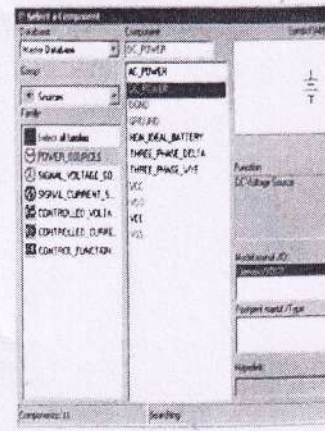 Select a Component
Database
Component
Symbol
Master Database
DC_POWER
Group
Sources
Family
Select all families
POWER_SOURCES
SIGNAL_VOLTAGE_SO
SIGNAL_CURRENT_S
CONTROLLED_VOLTA
CONTROLLED_CURRE
CONTROL_FUNCTION
AC_POWER
DC_POWER
DGND
GROUND
NON_IDEAL_BATTERY
THREE_PHASE_DELTA
THREE_PHASE_WYE
VCC
VDD
VEE
VSS
Function
DC Voltage Source
Model manuf./ID
Footprint manuf./Type
Hyperlink
Components: 11
Searching